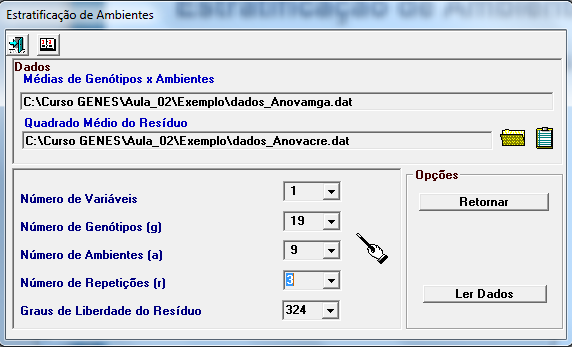 Estratificação de Ambientes
Dados
Médias de Genótipos x Ambientes
C:\Curso GENES\Aula_02\Exemplo\dados_Anovamga.dat
Quadrado Médio do Resíduo
C:\Curso GENES\Aula_02\Exemplo\dados_Anovacre.dat
Número de Variáveis 1
Número de Genótipos (g) 19
Número de Ambientes (a) 9
Número de Repetições (r) 3
Graus de Liberdade do Resíduo 324
Opções
Retornar
Ler Dados